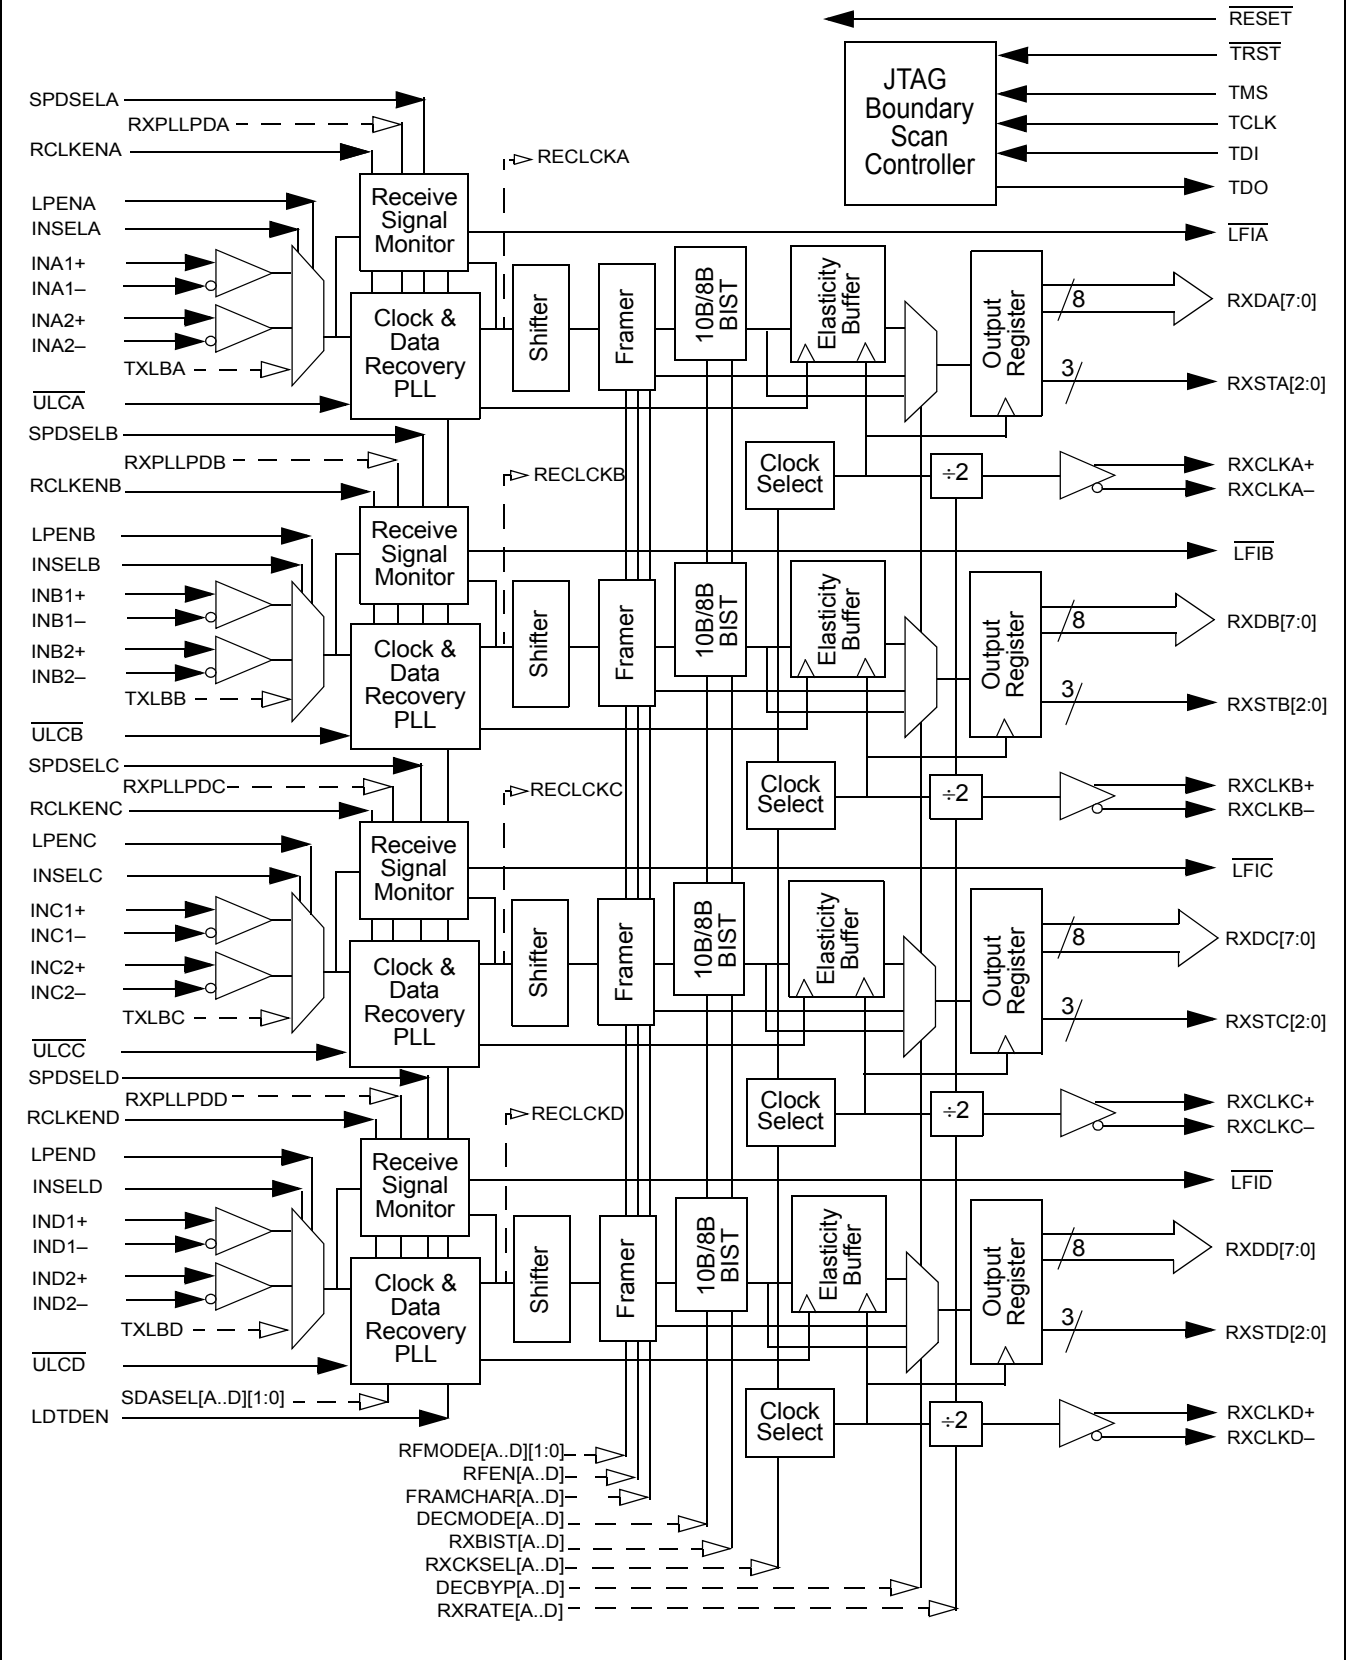 RESET
TRST
TMS
TCLK
TDI
TDO
JTAG
Boundary
Scan
Controller
SPDSELA
RXPLLPDA
RCLKENA
LPENA
INSELA
INA1+
INA1–
INA2+
INA2–
TXLBA
ULCA
Receive
Signal
Monitor
Clock &
Data
Recovery
PLL
RECLCKA
Shifter
Framer
10B/8B
BIST
Elasticity
Buffer
Output
Register
Clock
Select
÷2
8
3
LFIA
RXDA[7:0]
RXSTA[2:0]
RXCLKA+
RXCLKA–
SPDSELB
RXPLLPDB
RCLKENB
LPENB
INSELB
INB1+
INB1–
INB2+
INB2–
TXLBB
ULCB
Receive
Signal
Monitor
Clock &
Data
Recovery
PLL
RECLCKB
Shifter
Framer
10B/8B
BIST
Elasticity
Buffer
Output
Register
Clock
Select
÷2
8
3
LFIB
RXDB[7:0]
RXSTB[2:0]
RXCLKB+
RXCLKB–
SPDSELC
RXPLLPDC
RCLKENC
LPENC
INSELC
INC1+
INC1–
INC2+
INC2–
TXLBC
ULCC
Receive
Signal
Monitor
Clock &
Data
Recovery
PLL
RECLCKC
Shifter
Framer
10B/8B
BIST
Elasticity
Buffer
Output
Register
Clock
Select
÷2
8
3
LFIC
RXDC[7:0]
RXSTC[2:0]
RXCLKC+
RXCLKC–
SPDSELD
RXPLLPDD
RCLKEND
LPEND
INSELD
IND1+
IND1–
IND2+
IND2–
TXLBD
ULCD
Receive
Signal
Monitor
Clock &
Data
Recovery
PLL
RECLCKD
Shifter
Framer
10B/8B
BIST
Elasticity
Buffer
Output
Register
Clock
Select
÷2
8
3
LFID
RXDD[7:0]
RXSTD[2:0]
RXCLKD+
RXCLKD–
SDASEL[A..D][1:0]
LDTDEN
RFMODE[A..D][1:0]
RFEN[A..D]
FRAMCHAR[A..D]
DECMODE[A..D]
RXBIST[A..D]
RXCKSEL[A..D]
DECBYP[A..D]
RXRATE[A..D]